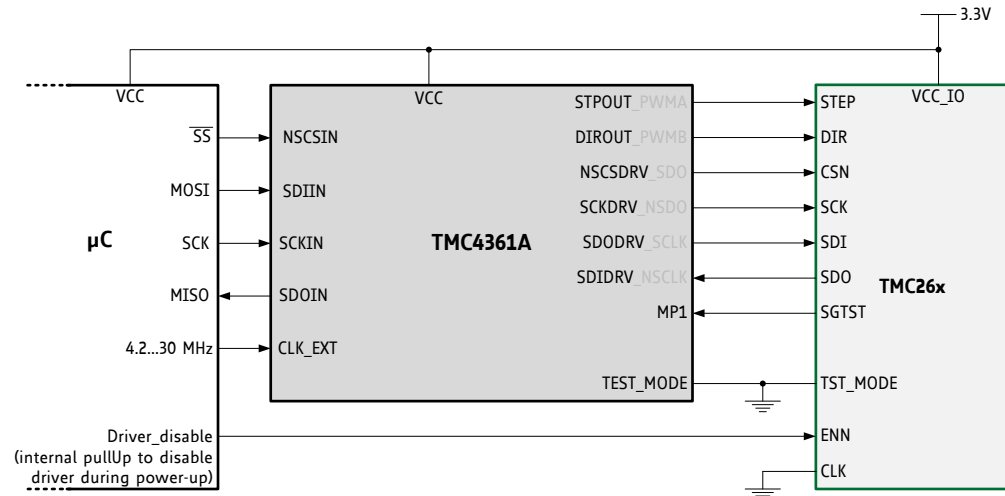 3.3V
VCC
VCC
VCC_IO
STPOUT_PWMA
STEP
SS
NSCSIN
DIROUT_PWMB
DIR
NSCSDRV_SDO
CSN
MOSI
SDIIN
SCKDRV_NSDO
SCK
µC
SCK
SCKIN
TMC4361A
SDODRV_SCLK
SDI
SDIDRV_NSCLK
SDO
TMC26x
MISO
SDOIN
MP1
SGTST
4.2...30 MHz
CLK_EXT
TEST_MODE
TST_MODE
Driver_disable
(internal pullUp to disable
driver during power-up)
ENN
CLK